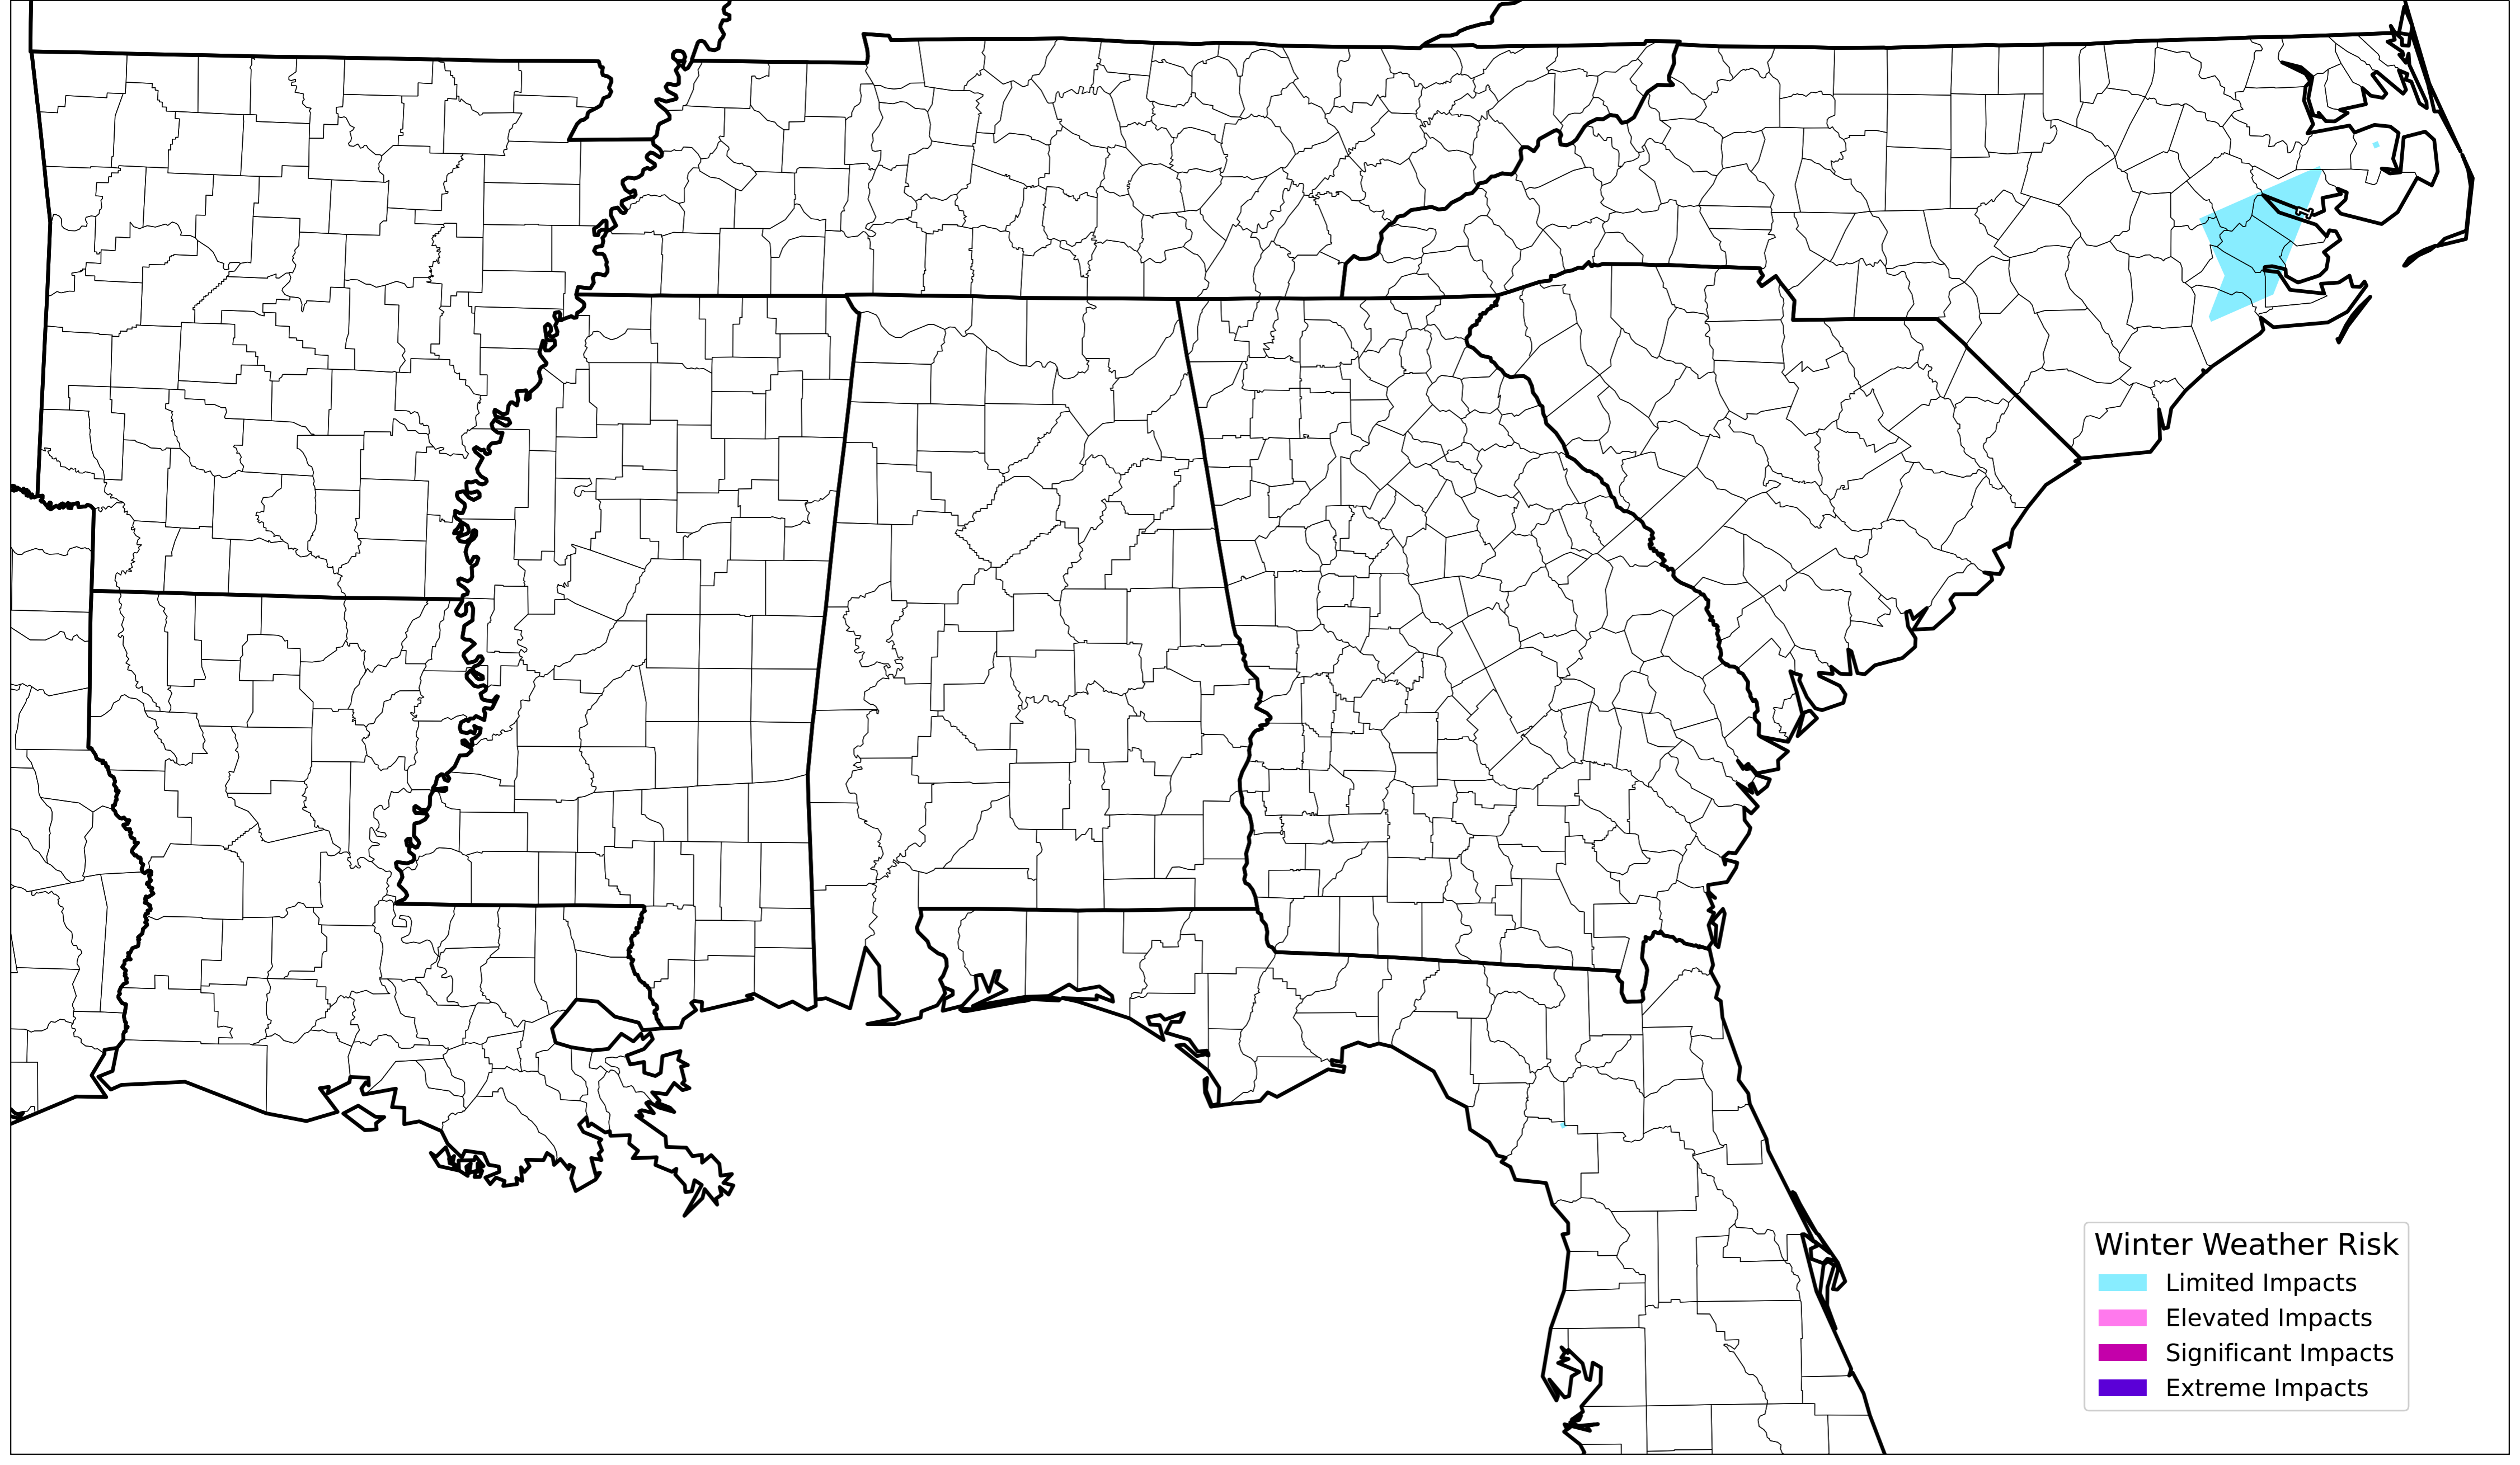 Winter Weather Risk
Limited Impacts
Elevated Impacts
Significant Impacts
Extreme Impacts